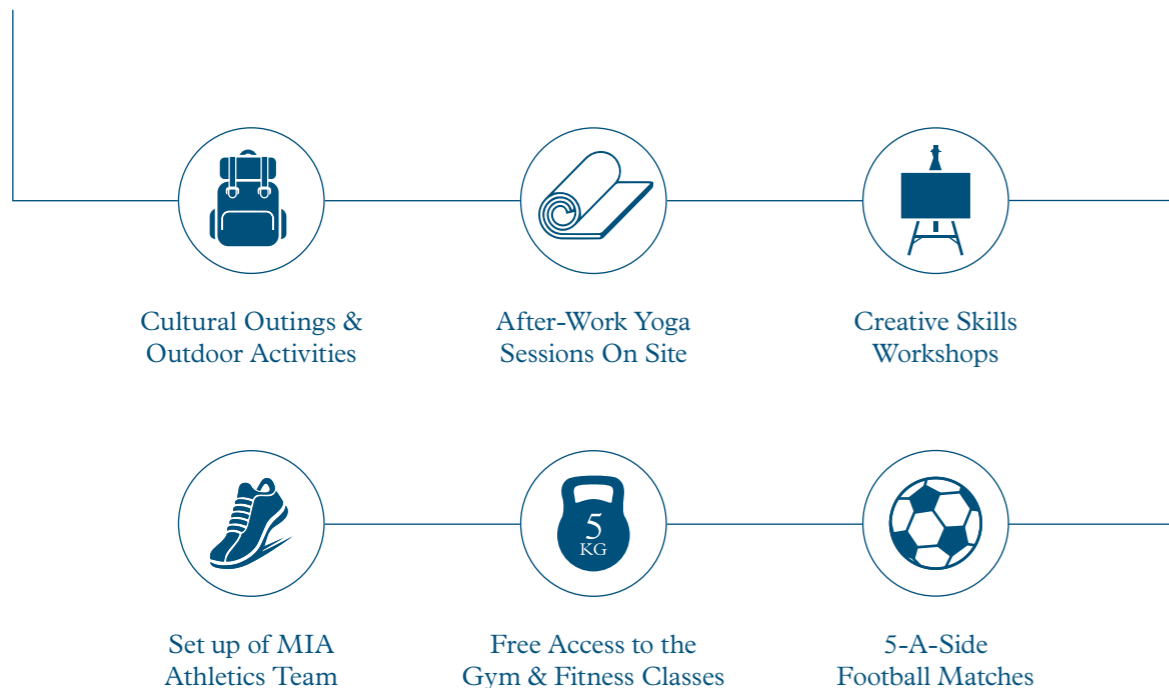 Cultural Outings &
Outdoor Activities
After-Work Yoga
Sessions On Site
Creative Skills
Workshops
5
KG
Set up of MIA
Athletics Team
Free Access to the
Gym & Fitness Classes
5-A-Side
Football Matches